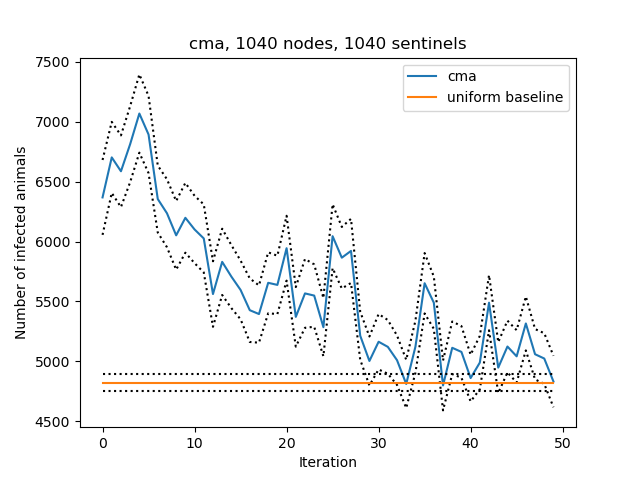 cma, 1040 nodes, 1040 sentinels
7500
7000
6500
6000
5500
5000
4500
Number of infected animals
cma
uniform baseline
0
10
20
30
40
50
Iteration